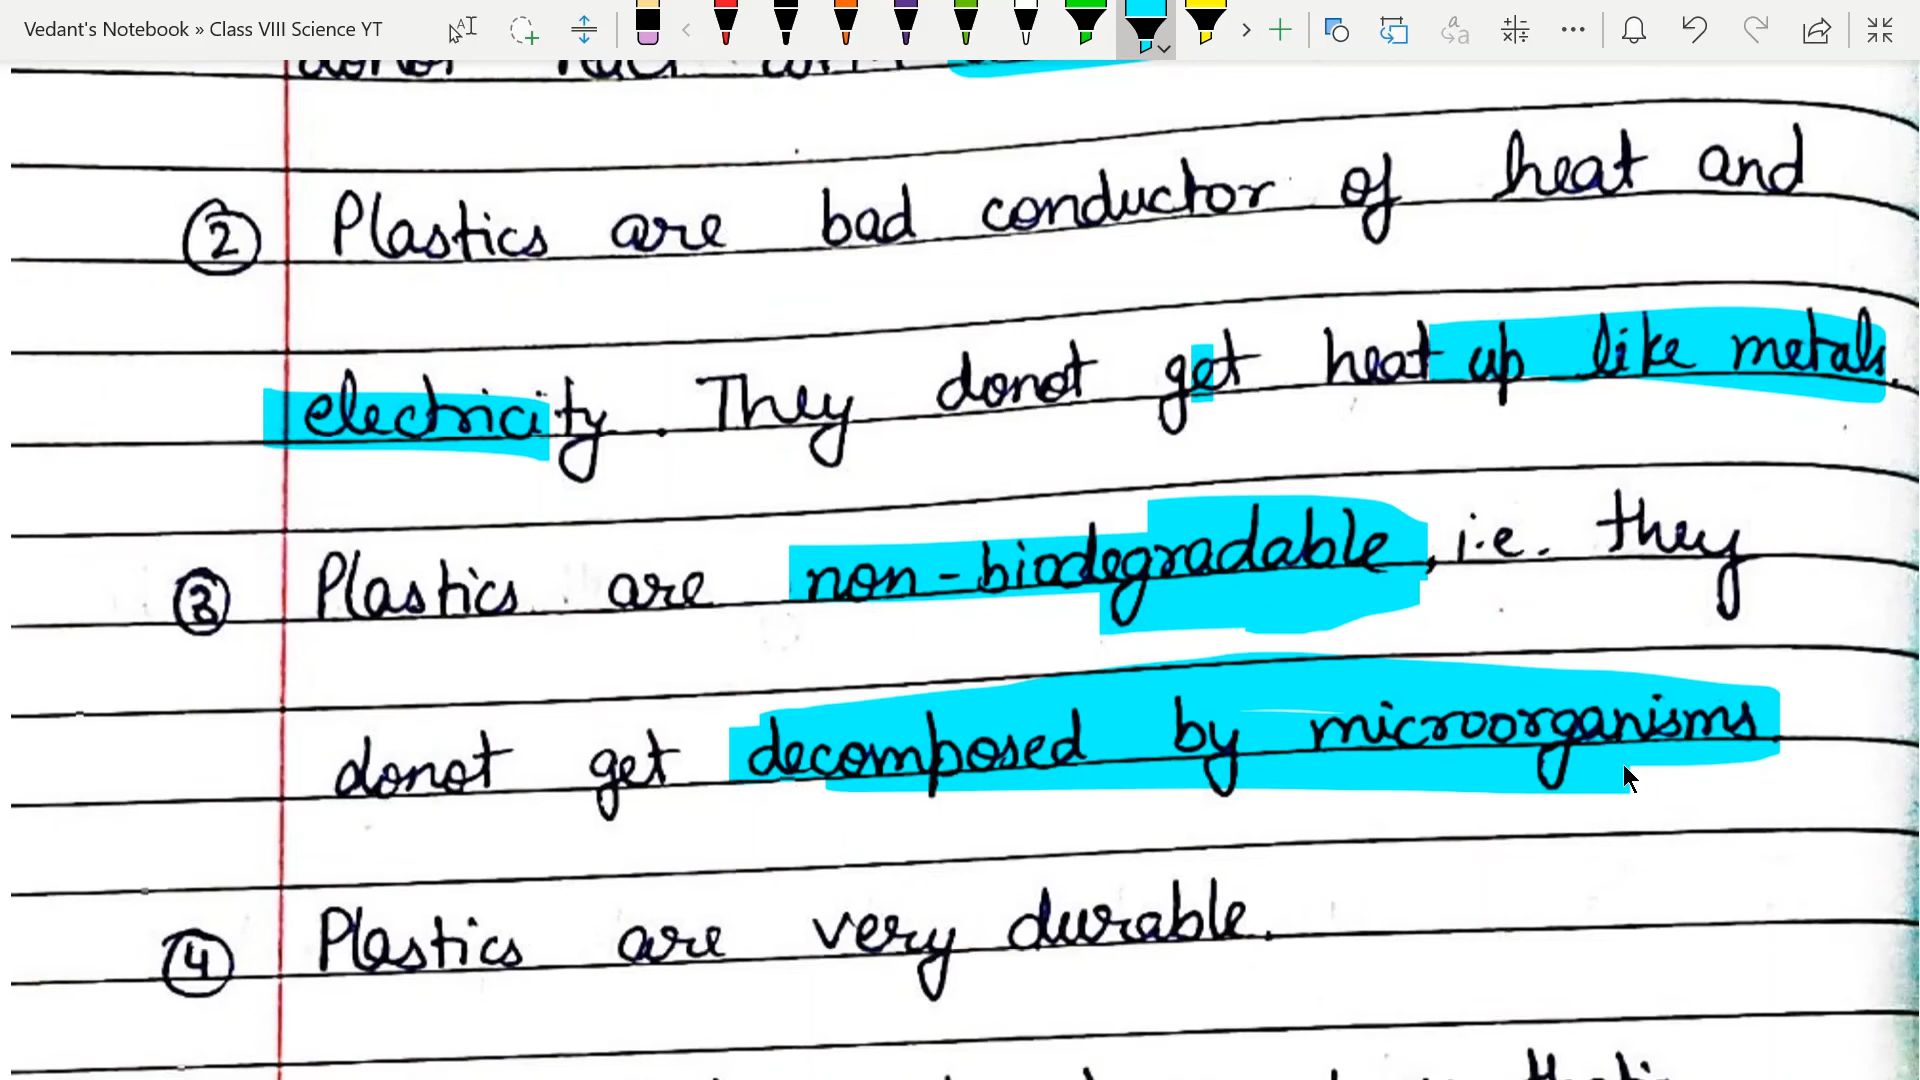 Vedant's Notebook » Class VIII Science YT
② Plastics are bad conductor of heat and
electricity. They donot get heat up like metals.
③ Plastics are non-biodegradable, i.e. they
donot get decomposed by microorganisms.
④ Plastics are very durable.